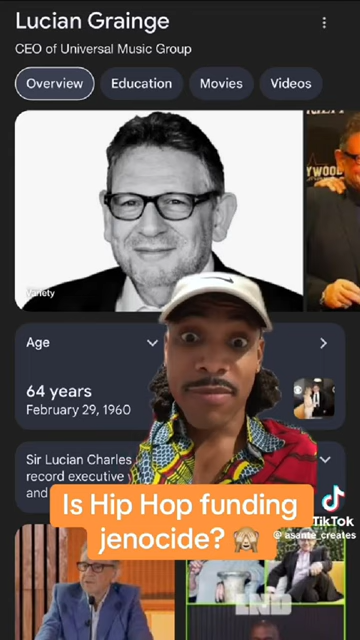 Lucian Grainge
CEO of Universal Music Group
Overview
Education
Movies
Videos
Variety
YWOOD
Age
64 years
February 29, 1960
Sir Lucian Charles
record executive
and
Is Hip Hop funding
jenocide? 🙈
TikTok
@asante_creates